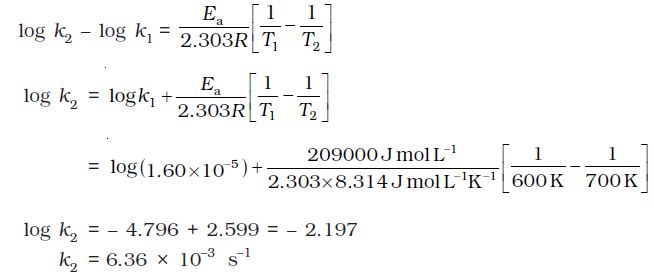 log k₂ – log k₁ = Eₐ / 2.303R [ 1/T₁ – 1/T₂ ]
log k₂ = logk₁ + Eₐ / 2.303R [ 1/T₁ – 1/T₂ ]
= log(1.60×10⁻⁵) + 209000 J mol L⁻¹ / 2.303×8.314 J mol L⁻¹K⁻¹ [ 1/600 K – 1/700 K ]
log k₂ = – 4.796 + 2.599 = – 2.197
k₂ = 6.36 × 10⁻³ s⁻¹